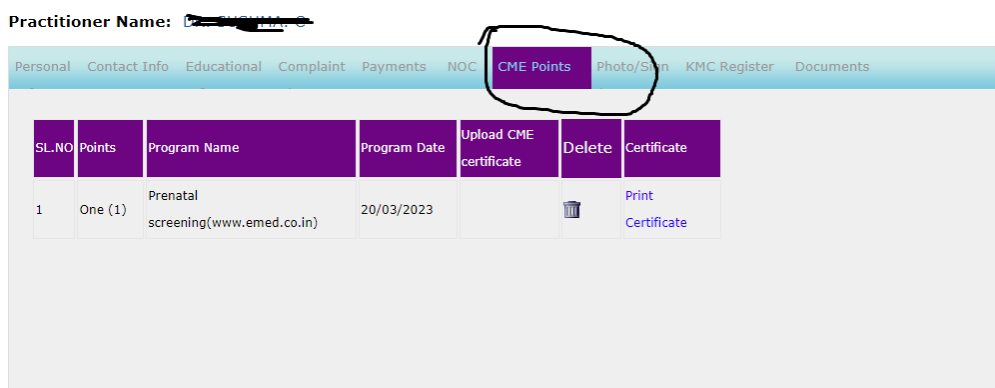 Practitioner Name:
Personal Contact Info Educational Complaint Payments NOC CME Points Photo/Sign KMC Register Documents
SL.NO Points Program Name Program Date Upload CME certificate Delete Certificate
1 One (1) Prenatal screening(www.emed.co.in) 20/03/2023 Print Certificate